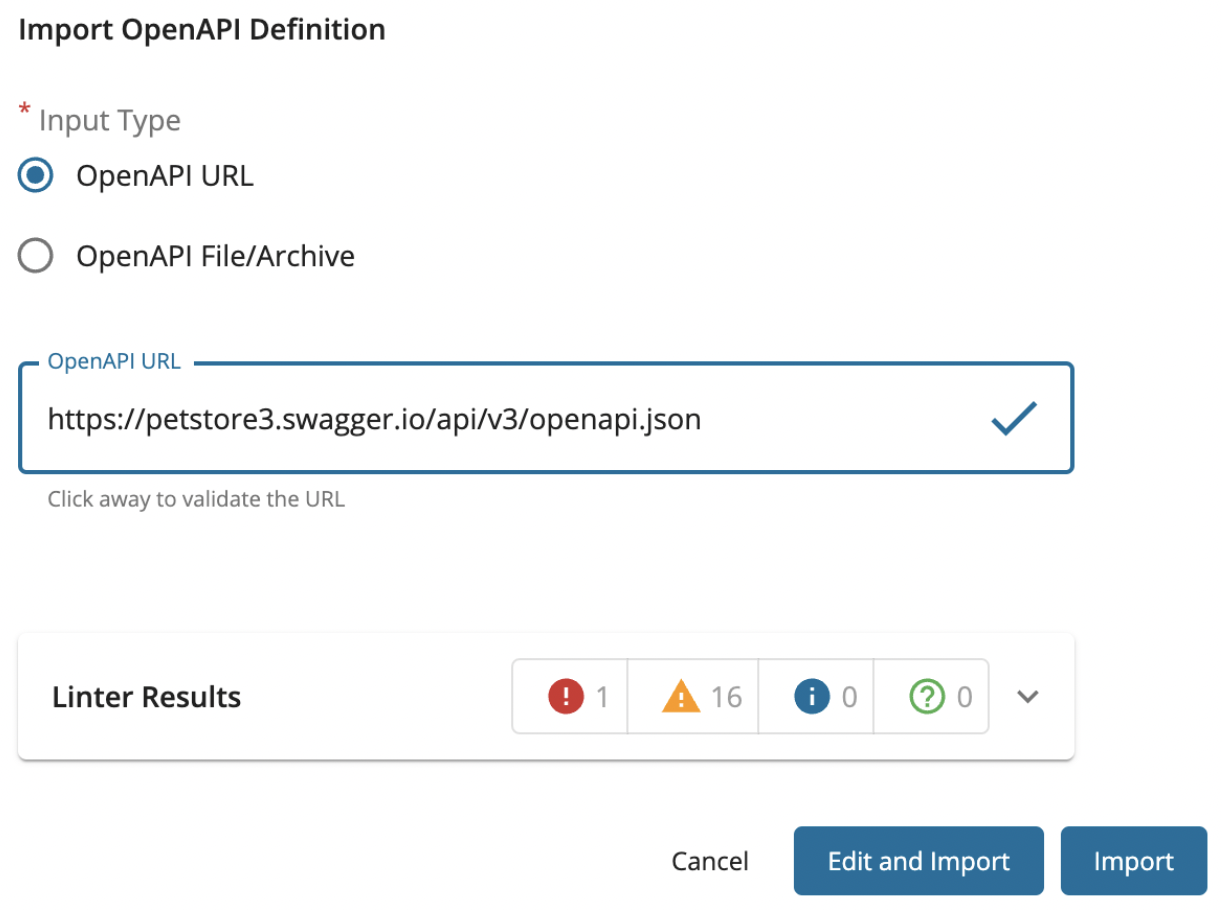 Import OpenAPI Definition
* Input Type
OpenAPI URL
OpenAPI File/Archive
OpenAPI URL
https://petstore3.swagger.io/api/v3/openapi.json
Click away to validate the URL
Linter Results ! 1 ! 16 i 0 ? 0
Cancel Edit and Import Import